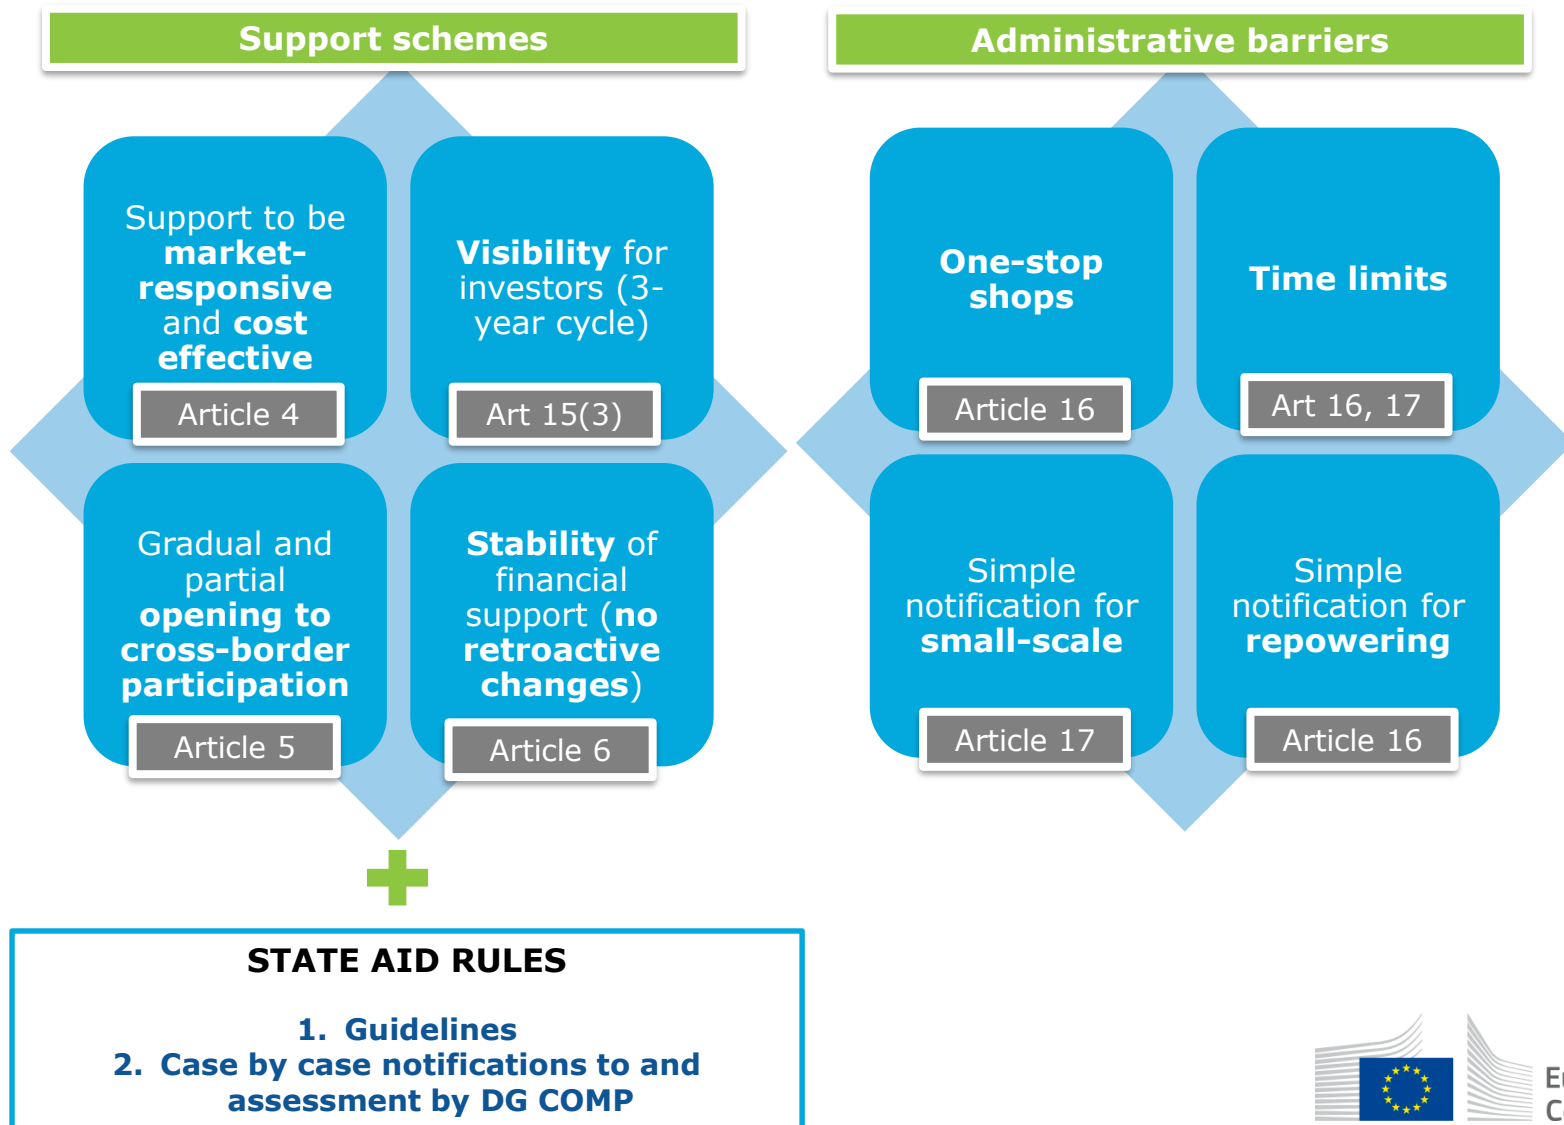 Support schemes
Support to be
market-
responsive
and cost
effective
Article 4
Visibility for
investors (3-
year cycle)
Art 15(3)
Gradual and
partial
opening to
cross-border
participation
Article 5
Stability of
financial
support (no
retroactive
changes)
Article 6
STATE AID RULES
1. Guidelines
2. Case by case notifications to and
assessment by DG COMP
Administrative barriers
One-stop
shops
Article 16
Time limits
Art 16, 17
Simple
notification for
small-scale
Article 17
Simple
notification for
repowering
Article 16